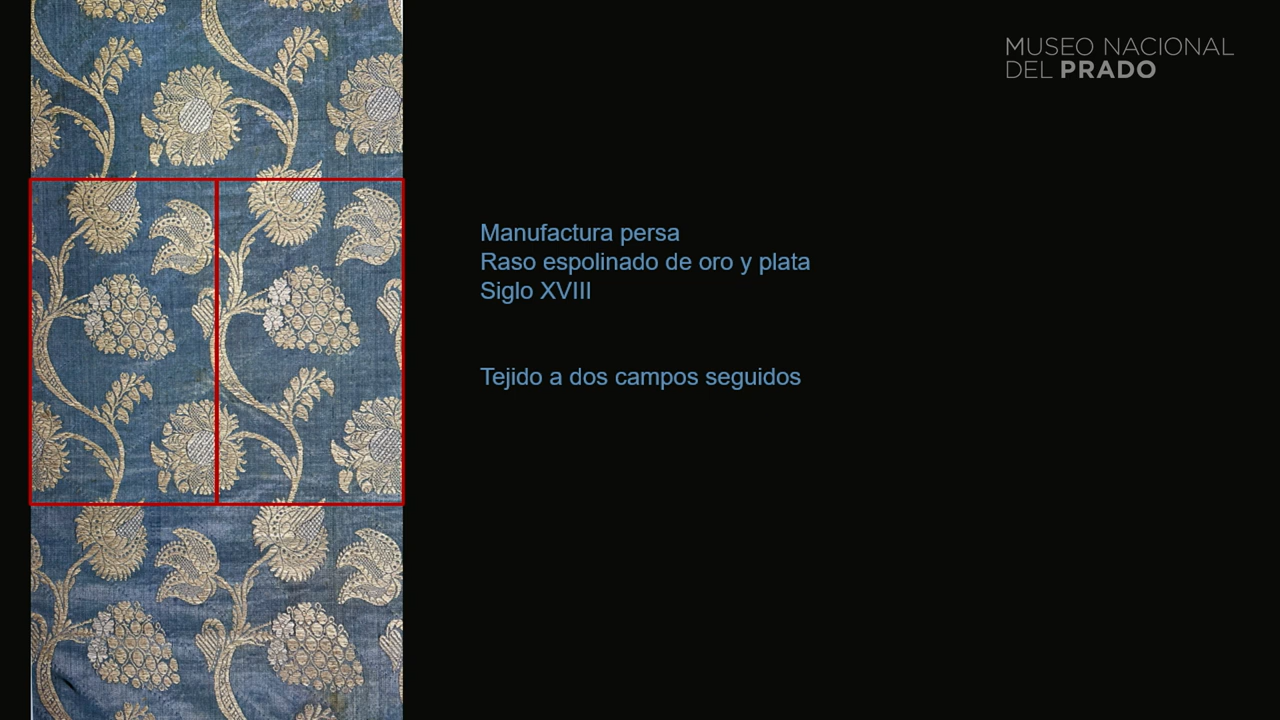 MUSEO NACIONAL
DEL PRADO
Manufactura persa
Raso espolinado de oro y plata
Siglo XVIII
Tejido a dos campos seguidos